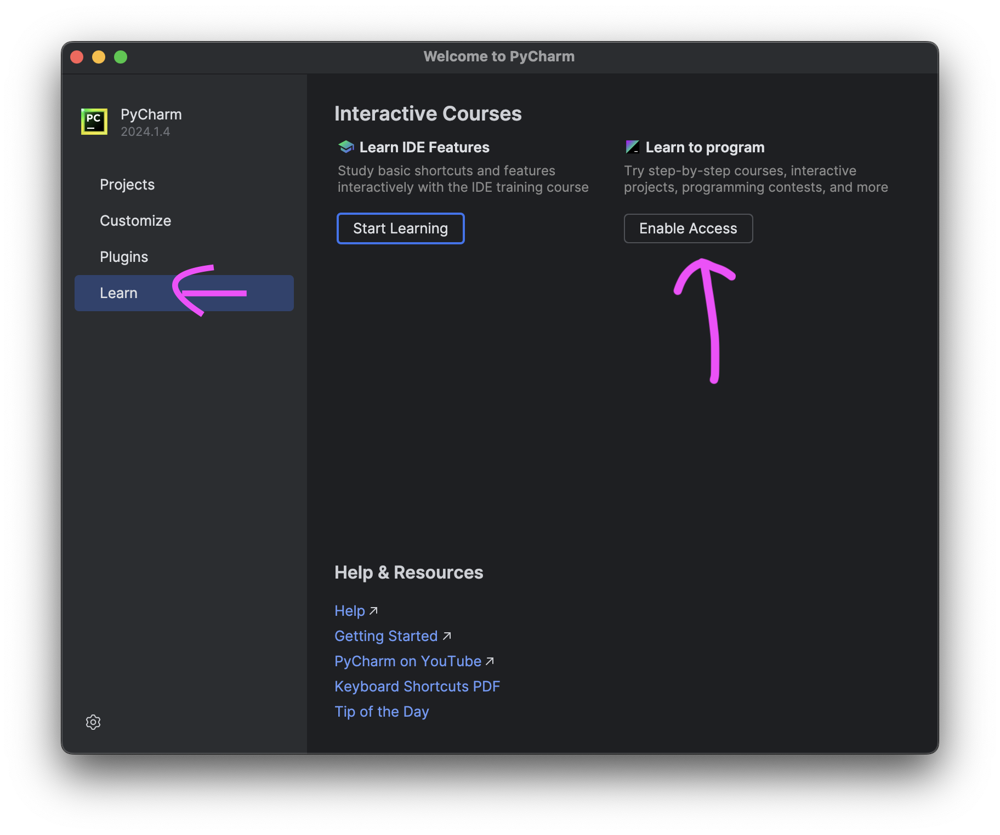 Welcome to PyCharm
PC
PyCharm
2024.1.4
Projects
Customize
Plugins
Learn
Interactive Courses
Learn IDE Features
Study basic shortcuts and features
interactively with the IDE training course
Start Learning
Learn to program
Try step-by-step courses, interactive
projects, programming contests, and more
Enable Access
Help & Resources
Help
Getting Started
PyCharm on YouTube
Keyboard Shortcuts PDF
Tip of the Day